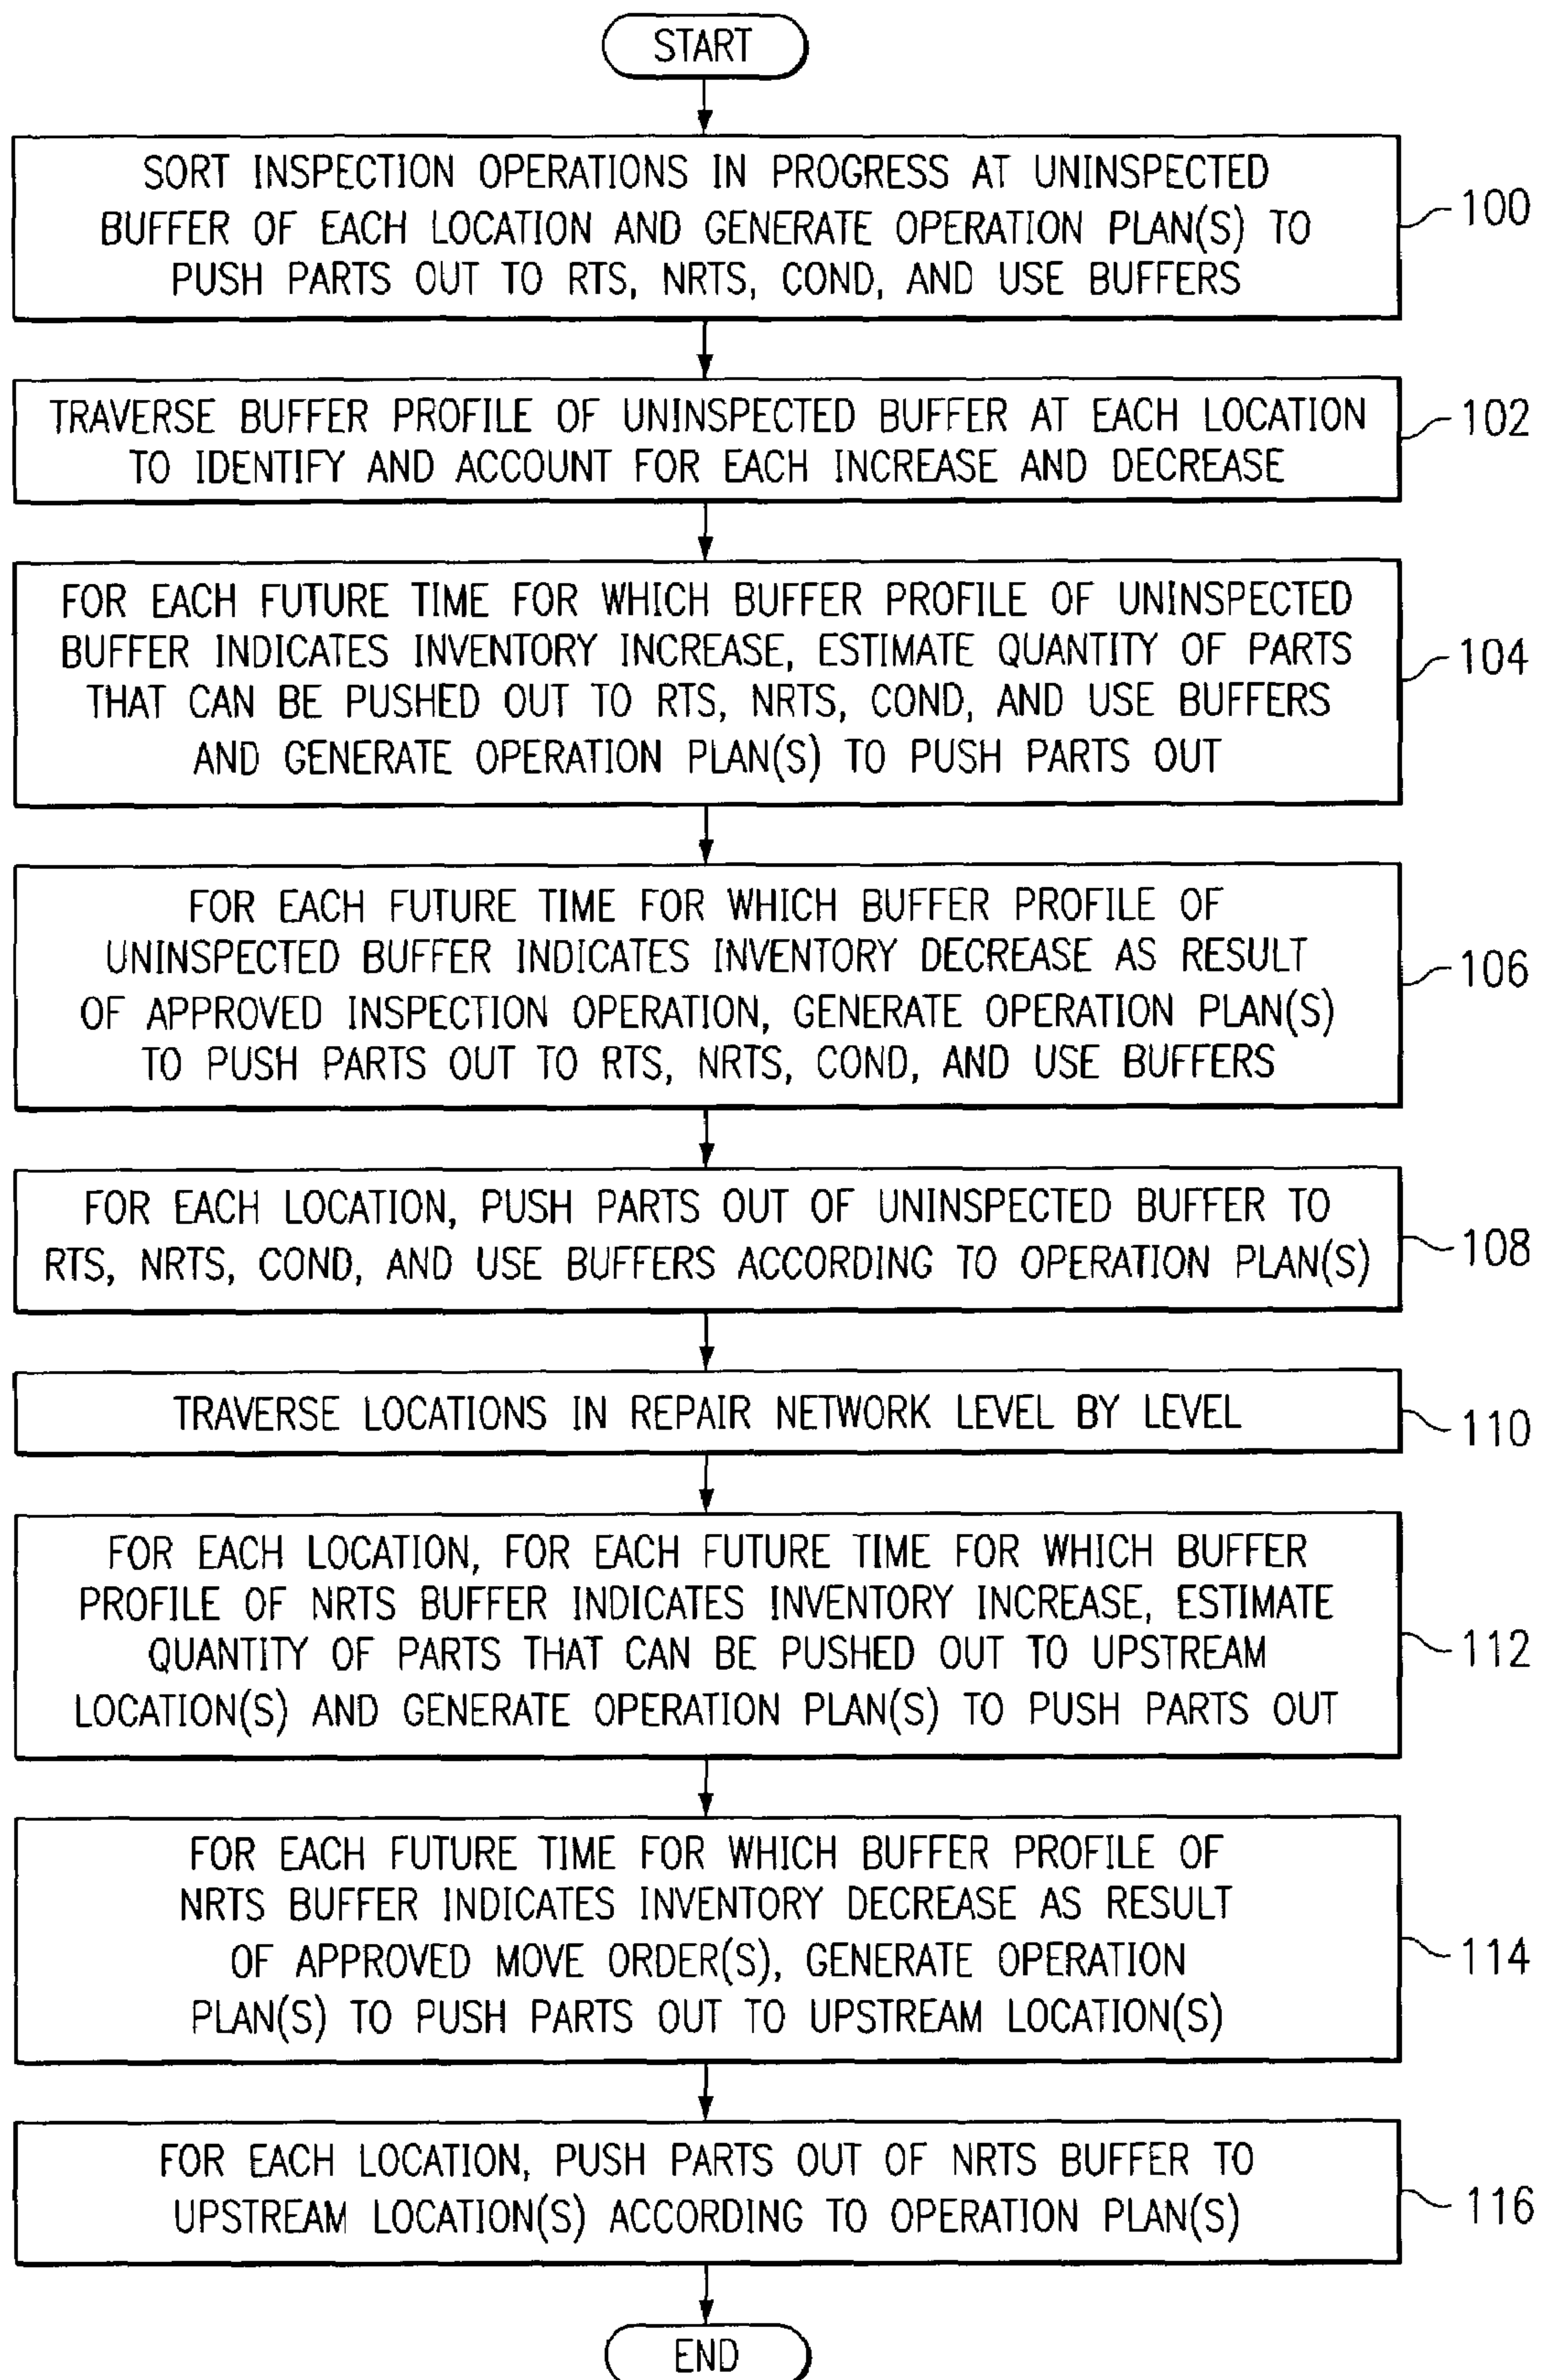 START
SORT INSPECTION OPERATIONS IN PROGRESS AT UNINSPECTED
BUFFER OF EACH LOCATION AND GENERATE OPERATION PLAN(S) TO
PUSH PARTS OUT TO RTS, NRTS, COND, AND USE BUFFERS
100
TRAVERSE BUFFER PROFILE OF UNINSPECTED BUFFER AT EACH LOCATION
TO IDENTIFY AND ACCOUNT FOR EACH INCREASE AND DECREASE
102
FOR EACH FUTURE TIME FOR WHICH BUFFER PROFILE OF UNINSPECTED
BUFFER INDICATES INVENTORY INCREASE, ESTIMATE QUANTITY OF PARTS
THAT CAN BE PUSHED OUT TO RTS, NRTS, COND, AND USE BUFFERS
AND GENERATE OPERATION PLAN(S) TO PUSH PARTS OUT
104
FOR EACH FUTURE TIME FOR WHICH BUFFER PROFILE OF
UNINSPECTED BUFFER INDICATES INVENTORY DECREASE AS RESULT
OF APPROVED INSPECTION OPERATION, GENERATE OPERATION PLAN(S)
TO PUSH PARTS OUT TO RTS, NRTS, COND, AND USE BUFFERS
106
FOR EACH LOCATION, PUSH PARTS OUT OF UNINSPECTED BUFFER TO
RTS, NRTS, COND, AND USE BUFFERS ACCORDING TO OPERATION PLAN(S)
108
TRAVERSE LOCATIONS IN REPAIR NETWORK LEVEL BY LEVEL
110
FOR EACH LOCATION, FOR EACH FUTURE TIME FOR WHICH BUFFER
PROFILE OF NRTS BUFFER INDICATES INVENTORY INCREASE, ESTIMATE
QUANTITY OF PARTS THAT CAN BE PUSHED OUT TO UPSTREAM
LOCATION(S) AND GENERATE OPERATION PLAN(S) TO PUSH PARTS OUT
112
FOR EACH FUTURE TIME FOR WHICH BUFFER PROFILE OF
NRTS BUFFER INDICATES INVENTORY DECREASE AS RESULT
OF APPROVED MOVE ORDER(S), GENERATE OPERATION
PLAN(S) TO PUSH PARTS OUT TO UPSTREAM LOCATION(S)
114
FOR EACH LOCATION, PUSH PARTS OUT OF NRTS BUFFER TO
UPSTREAM LOCATION(S) ACCORDING TO OPERATION PLAN(S)
116
END